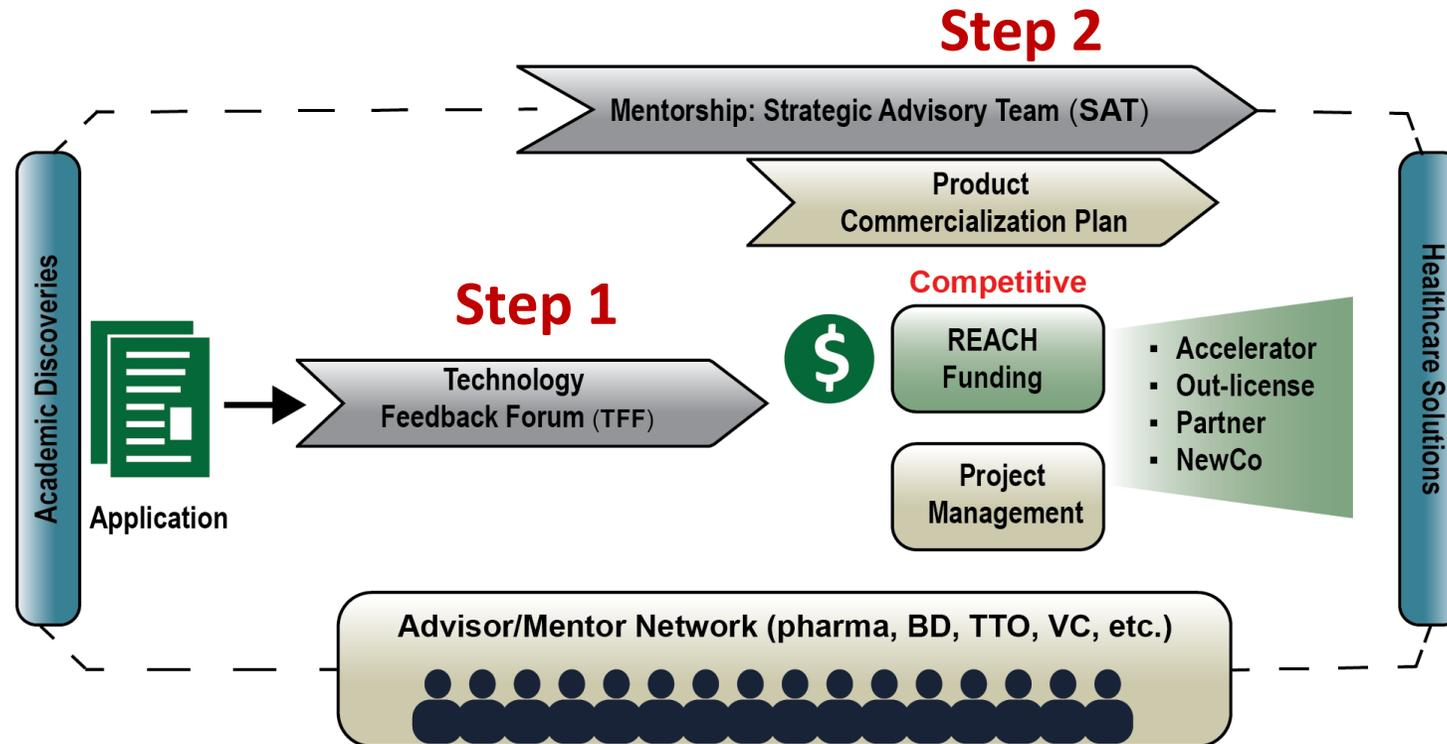 Step 2
Mentorship: Strategic Advisory Team (SAT)
Product
Commercialization Plan
Academic Discoveries
Application
Step 1
Technology
Feedback Forum (TFF)
$
Competitive
REACH
Funding
Project
Management
▪ Accelerator
▪ Out-license
▪ Partner
▪ NewCo
Healthcare Solutions
Advisor/Mentor Network (pharma, BD, TTO, VC, etc.)